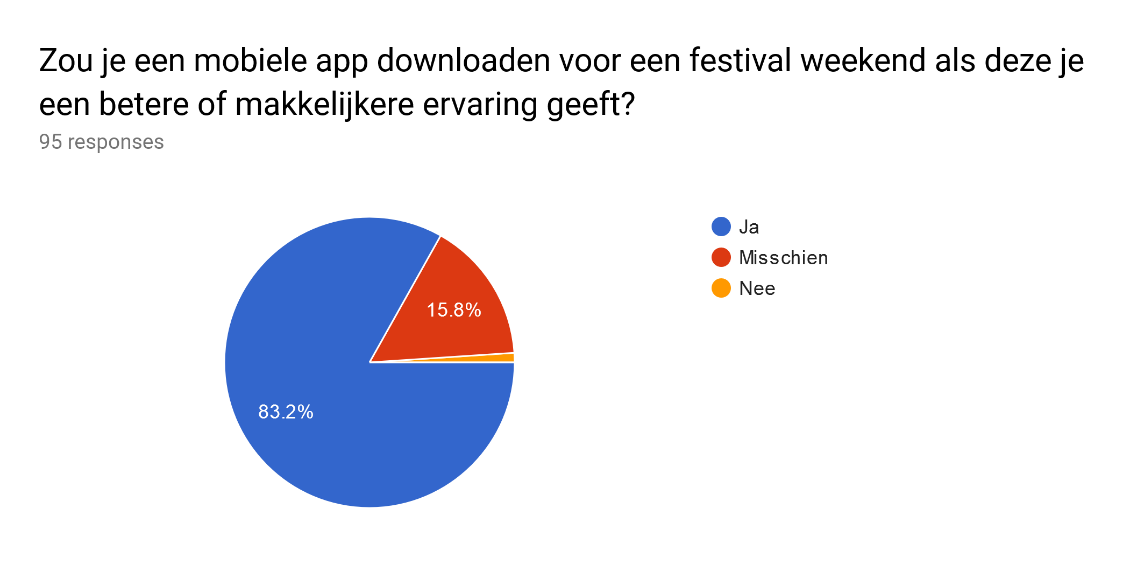 Zou je een mobiele app downloaden voor een festival weekend als deze je
een betere of makkelijkere ervaring geeft?
95 responses
Ja
Misschien
Nee
15.8%
83.2%